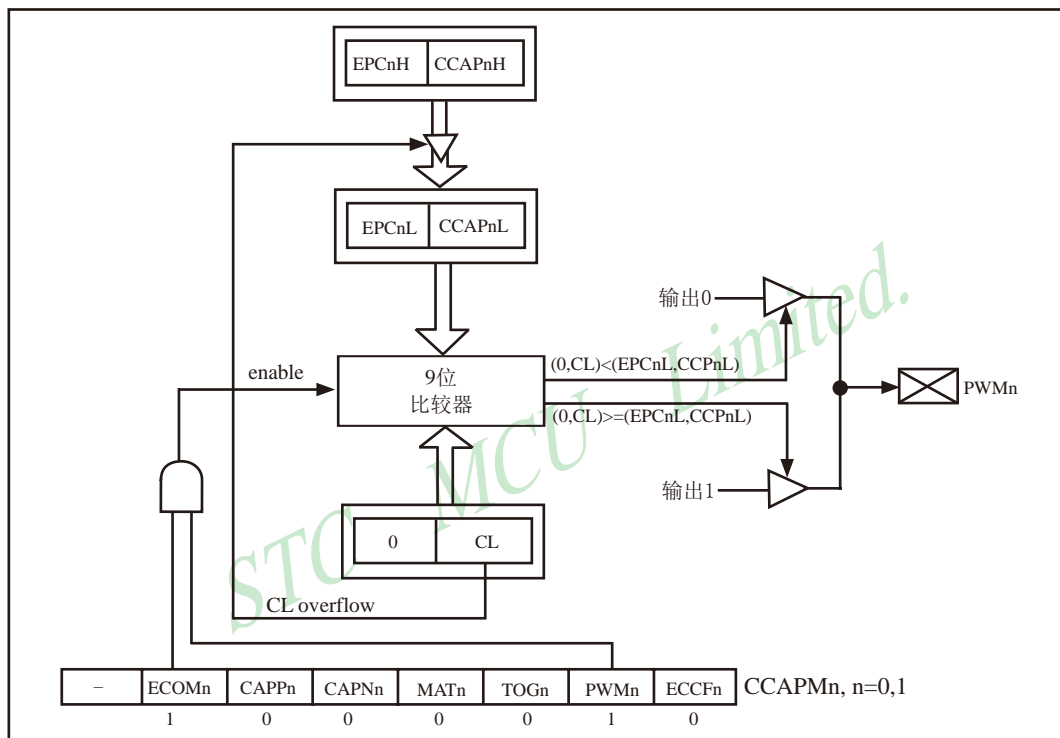 EPCnH CCAPnH
EPCnL CCAPnL
输出0
(0,CL)<(EPCnL,CCPnL)
enable
9位
比较器
PWMn
(0,CL)>=(EPCnL,CCPnL)
输出1
0 CL
CL overflow
STC MCU Limited.
– ECOMn CAPPn CAPNn MATn TOGn PWMn ECCFn CCAPMn, n=0,1
1 0 0 0 0 1 0